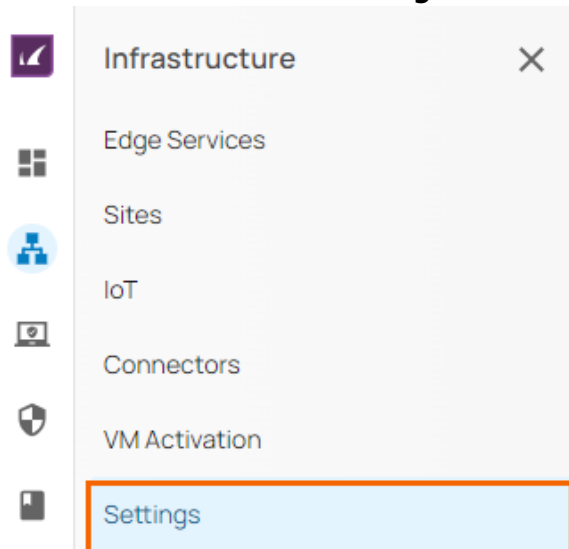 Infrastructure
Edge Services
Sites
IoT
Connectors
VM Activation
Settings